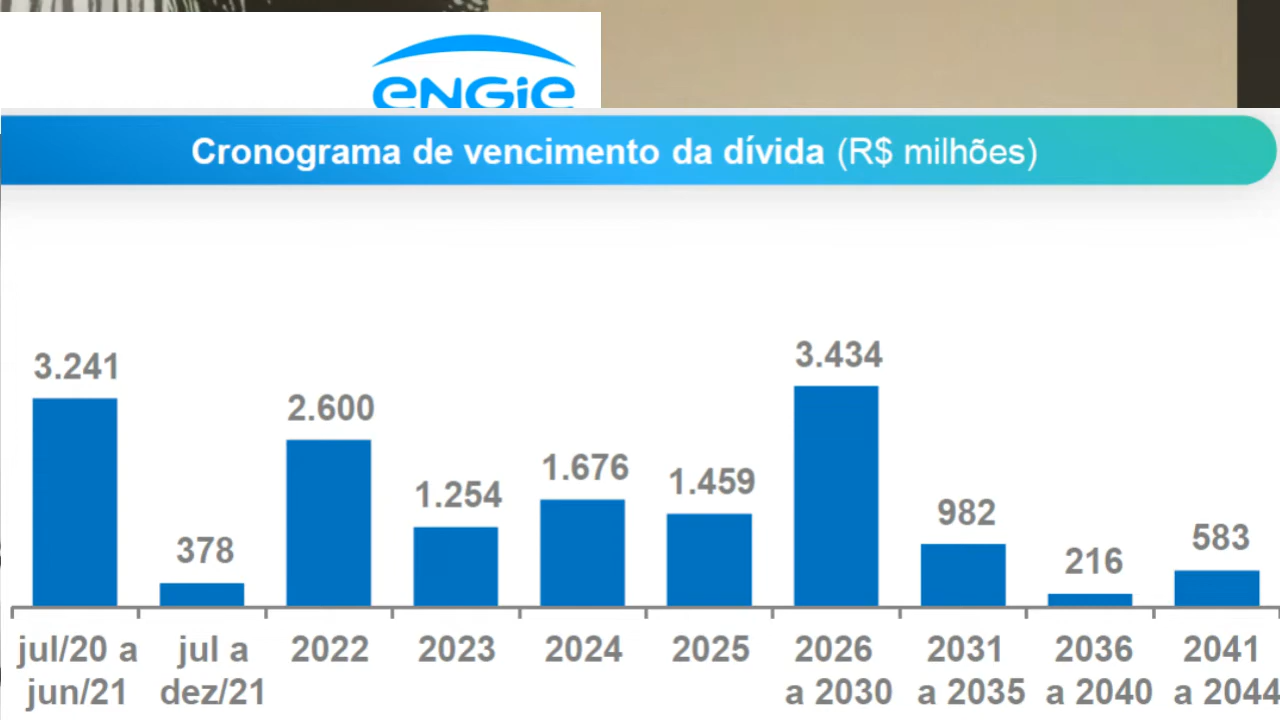 ENGIE
Cronograma de vencimento da dívida (R$ milhões)
3.241
378
2.600
1.254
1.676
1.459
3.434
982
216
583
jul/20 a
jun/21
jul a
dez/21
2022
2023
2024
2025
2026
a 2030
2031
a 2035
2036
a 2040
2041
a 2044